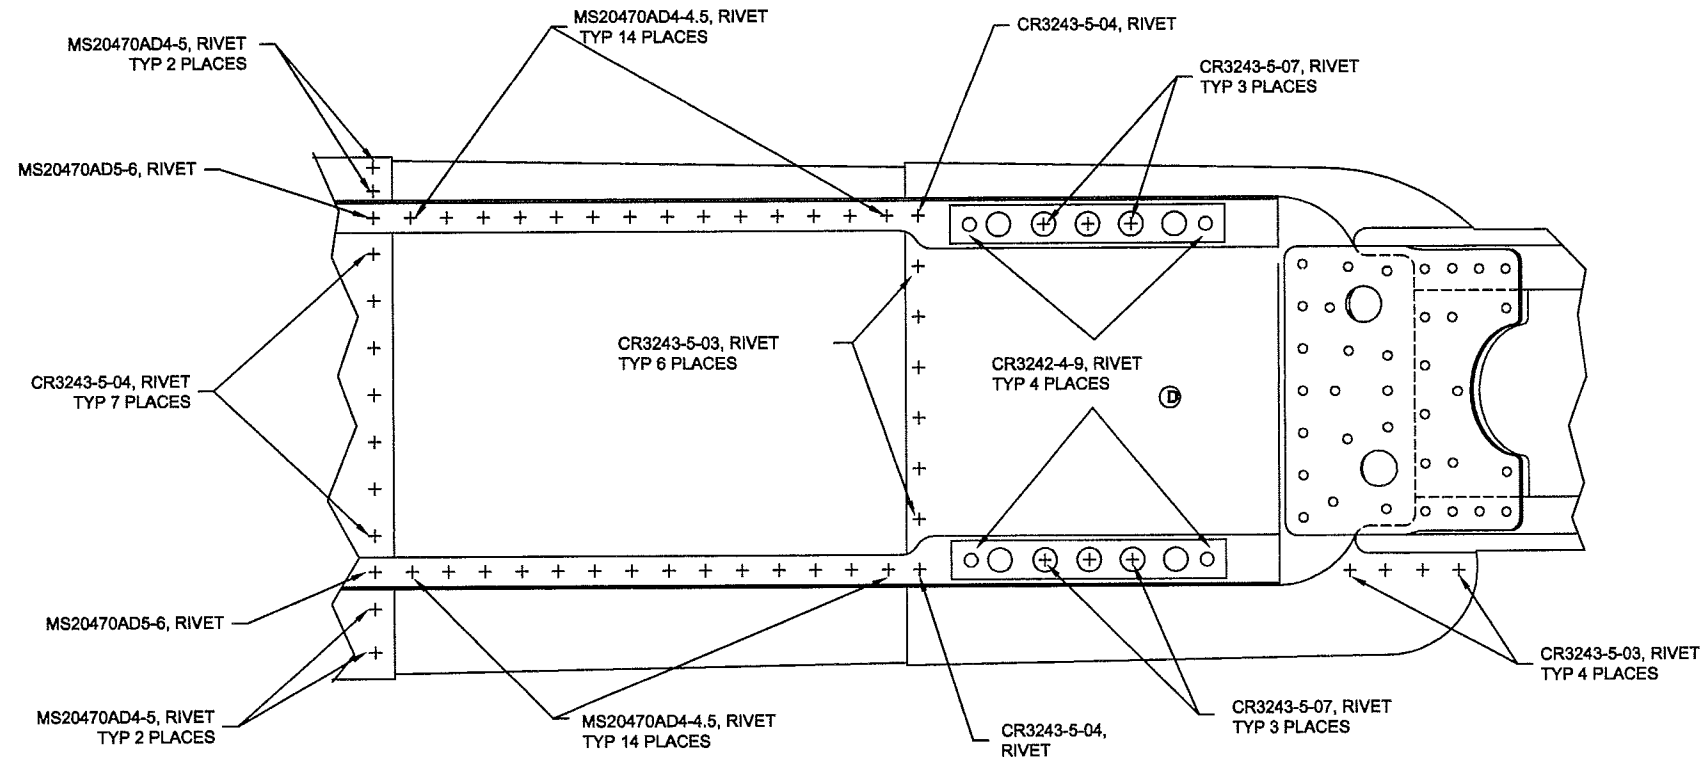 MS20470AD4-4.5, RIVET
TYP 14 PLACES
CR3243-5-04, RIVET
MS20470AD4-5, RIVET
TYP 2 PLACES
CR3243-5-07, RIVET
TYP 3 PLACES
MS20470AD5-6, RIVET
CR3243-5-03, RIVET
TYP 6 PLACES
CR3242-4-9, RIVET
TYP 4 PLACES
CR3243-5-04, RIVET
TYP 7 PLACES
D
MS20470AD5-6, RIVET
CR3243-5-03, RIVET
TYP 4 PLACES
MS20470AD4-5, RIVET
TYP 2 PLACES
MS20470AD4-4.5, RIVET
TYP 14 PLACES
CR3243-5-07, RIVET
TYP 3 PLACES
CR3243-5-04,
RIVET